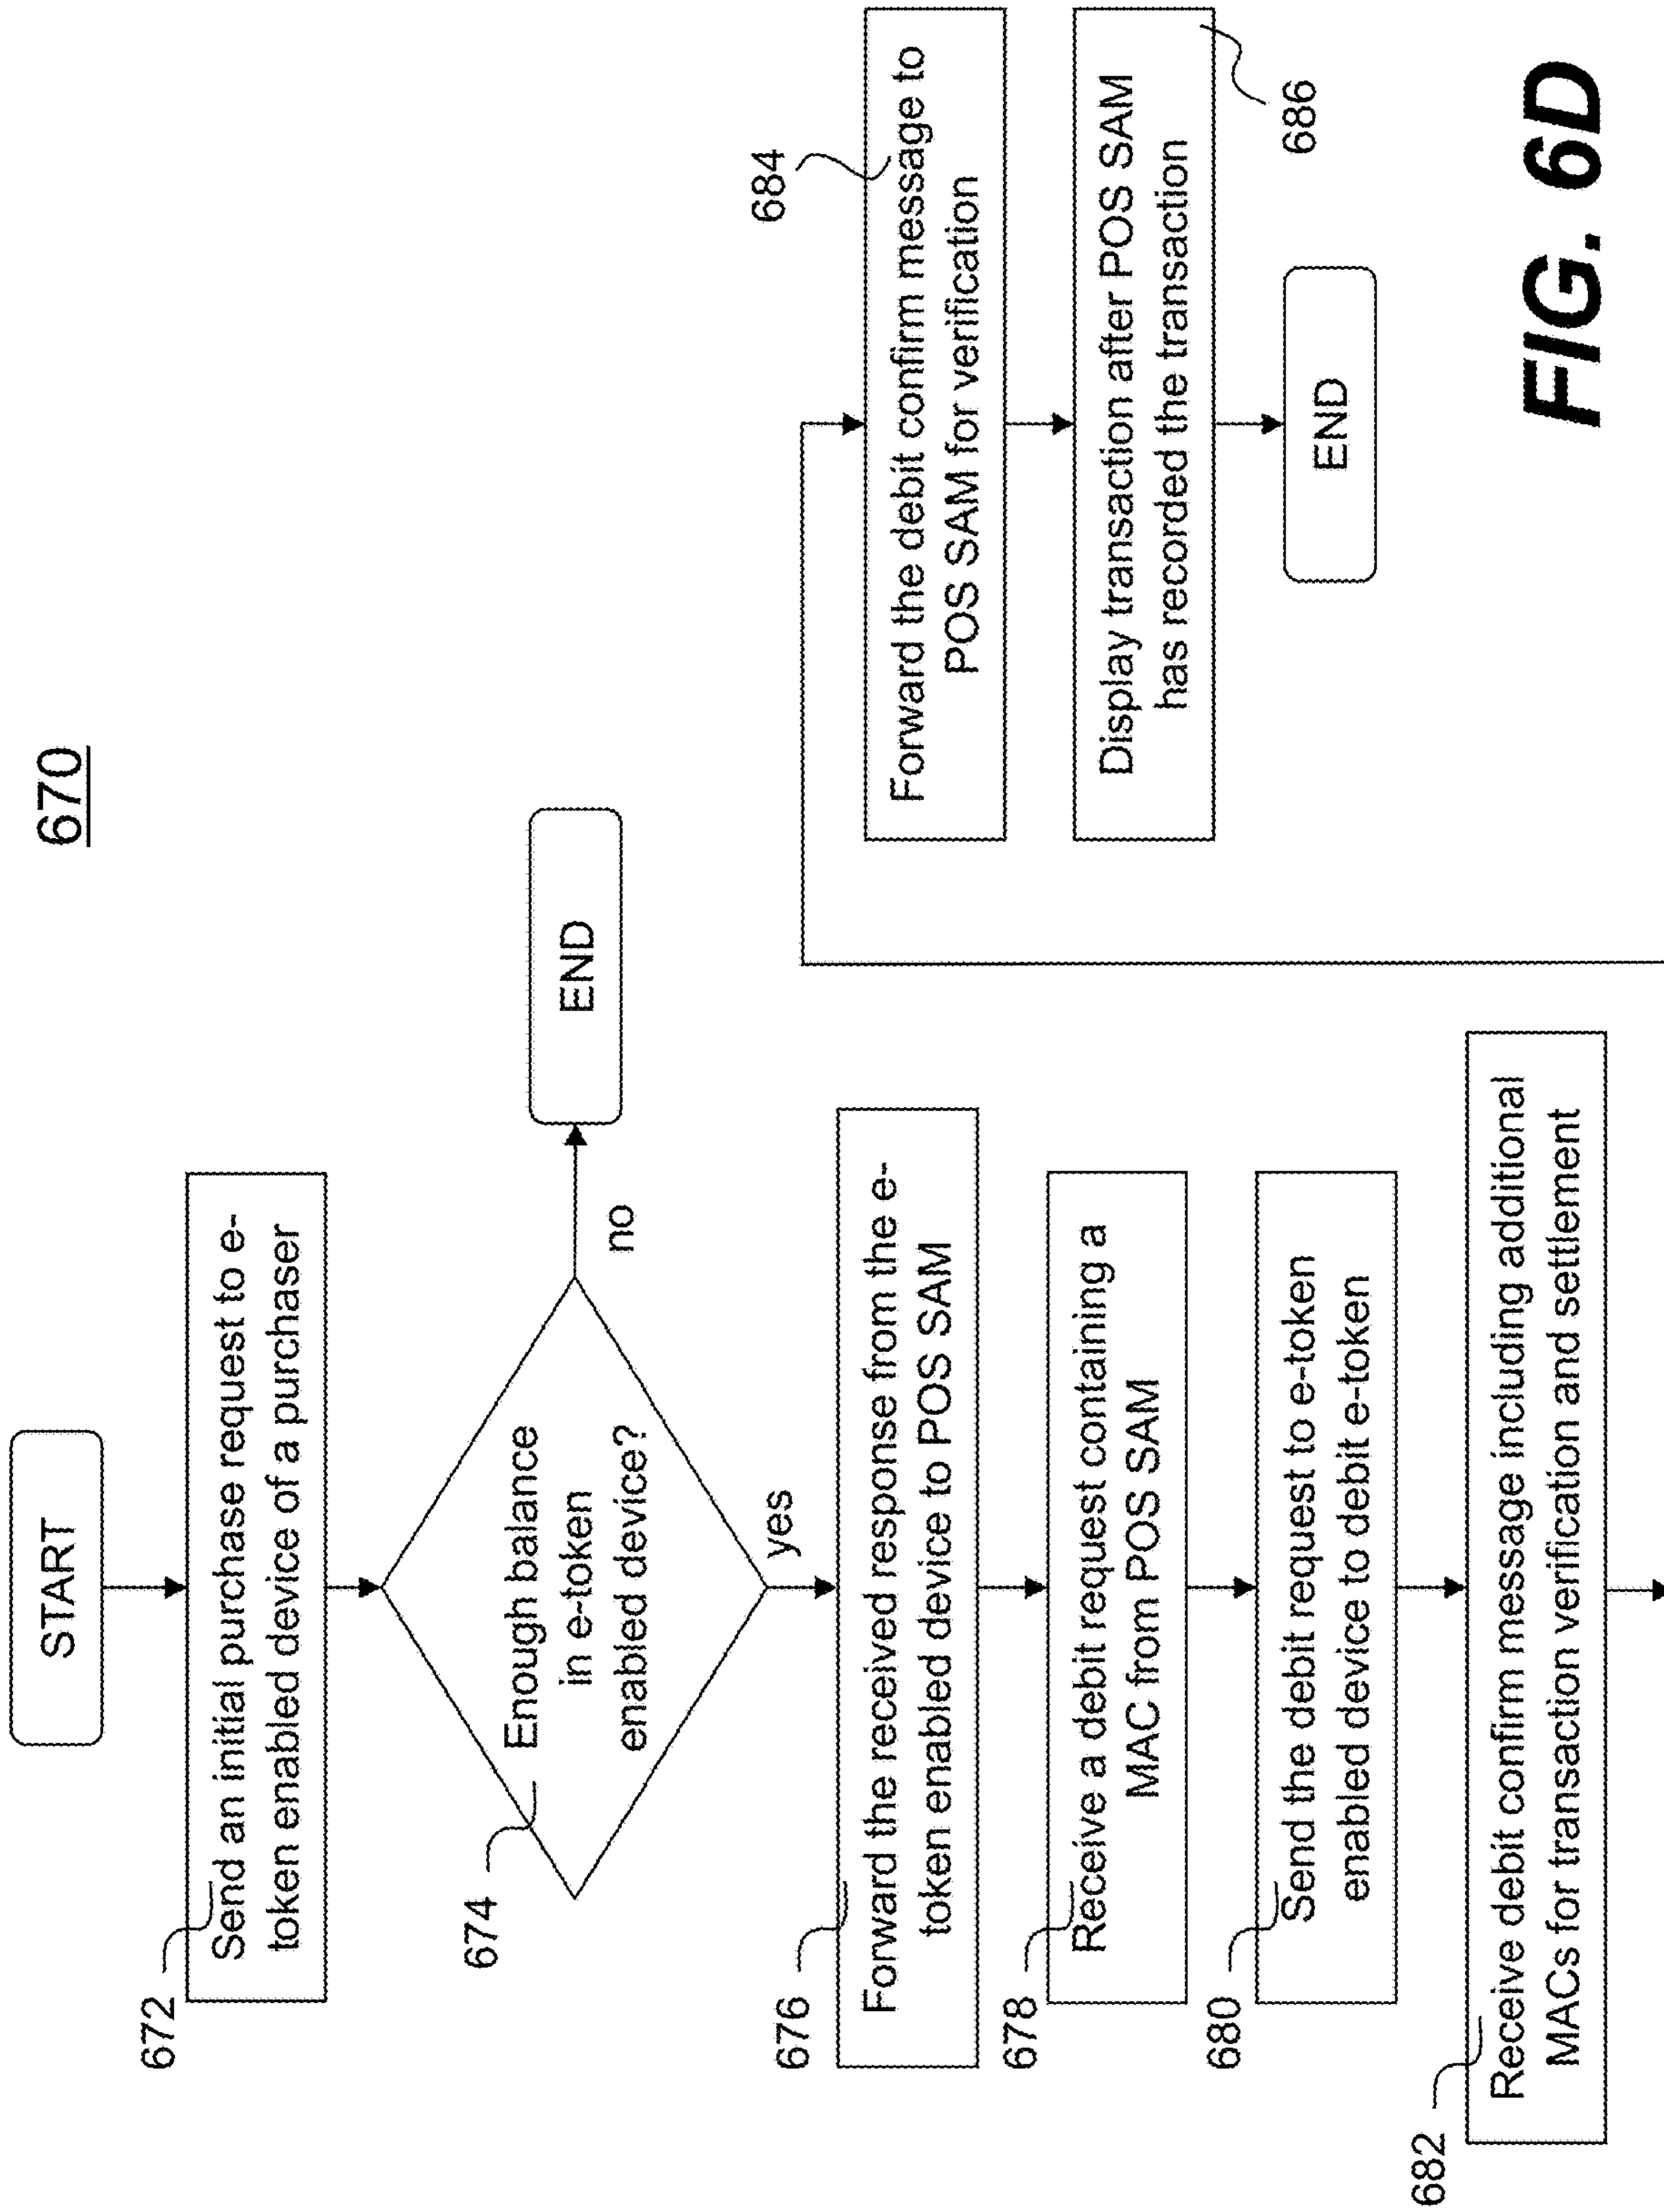 670
START
672
Send an initial purchase request to e-
token enabled device of a purchaser
674
Enough balance
in e-token
enabled device?
no
END
yes
676
Forward the received response from the e-
token enabled device to POS SAM
678
Receive a debit request containing a
MAC from POS SAM
680
Send the debit request to e-token
enabled device to debit e-token
682
Receive debit confirm message including additional
MACs for transaction verification and settlement
684
Forward the debit confirm message to
POS SAM for verification
Display transaction after POS SAM
has recorded the transaction
686
END
FIG. 6D